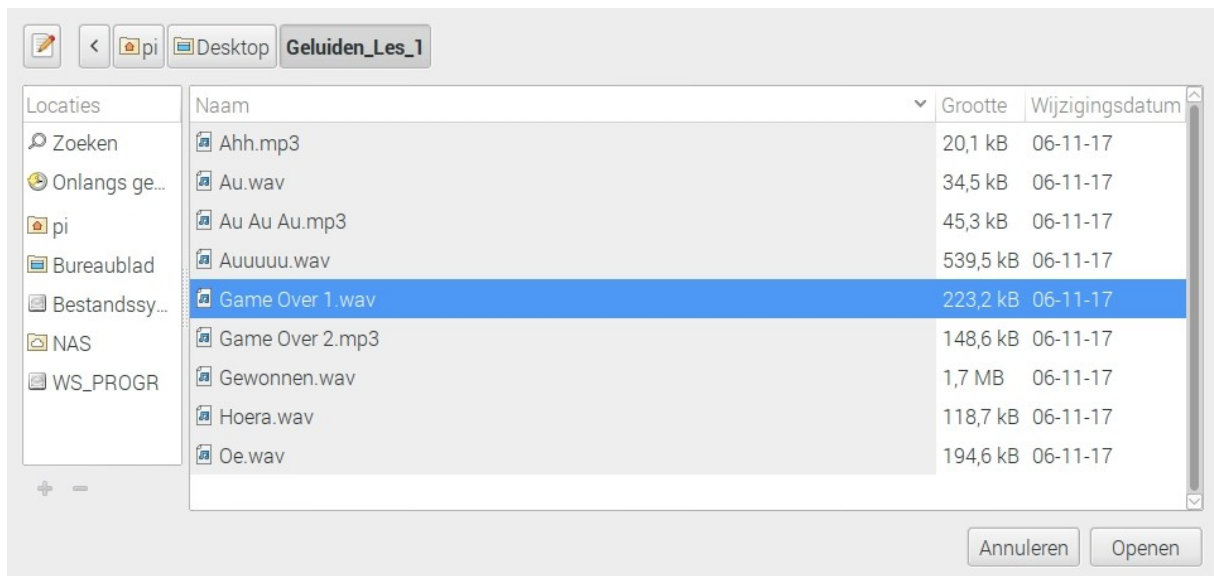 pi Desktop Geluiden_Les_1
Locaties
Zoeken
Onlangs ge...
pi
Bureaublad
Bestandssy...
NAS
WS_PROGR
Naam Grootte Wijzigingsdatum
Ahh.mp3 20,1 kB 06-11-17
Au.wav 34,5 kB 06-11-17
Au Au Au.mp3 45,3 kB 06-11-17
Auuuuu.wav 539,5 kB 06-11-17
Game Over 1.wav 223,2 kB 06-11-17
Game Over 2.mp3 148,6 kB 06-11-17
Gewonnen.wav 1,7 MB 06-11-17
Hoera.wav 118,7 kB 06-11-17
Oe.wav 194,6 kB 06-11-17
Annuleren Openen